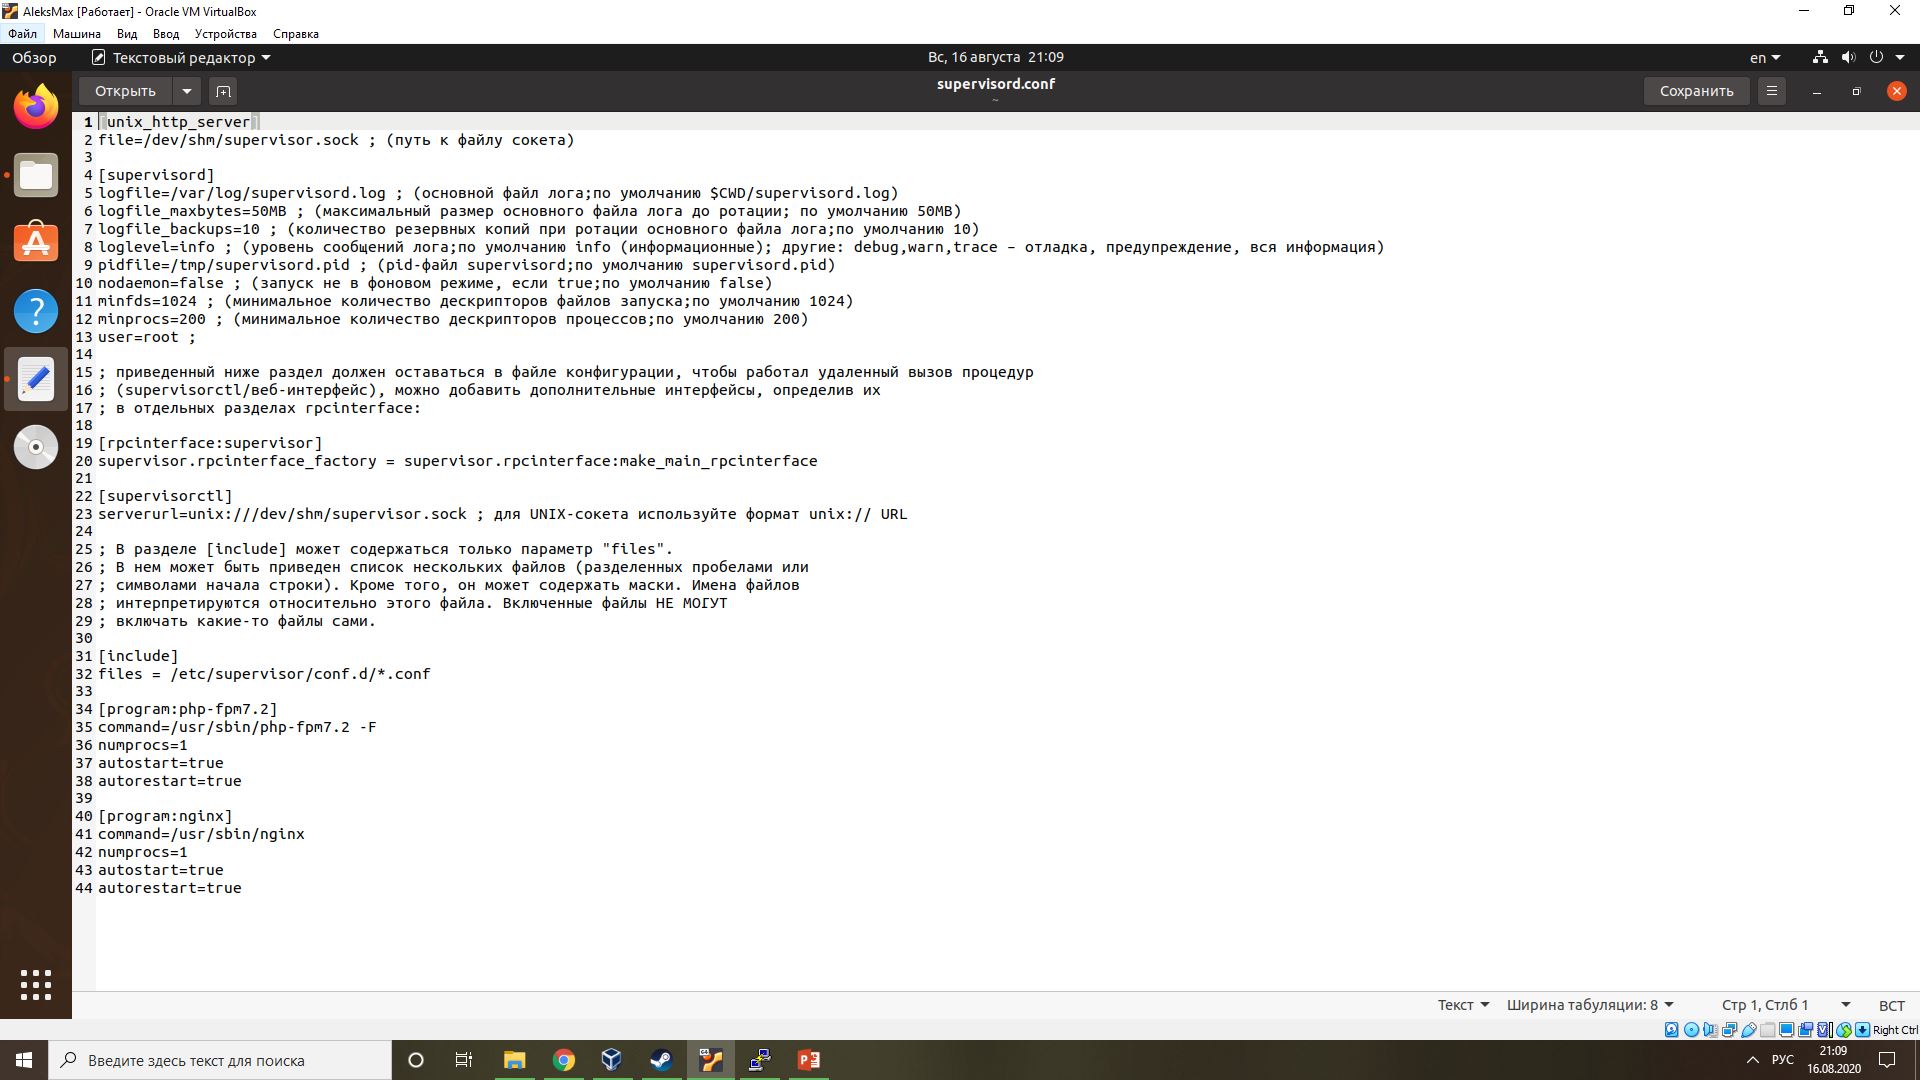 AleksMax [Работает] - Oracle VM VirtualBox
Файл Машина Вид Ввод Устройства Справка
Обзор Текстовый редактор Вс, 16 августа 21:09 en
Открыть supervisord.conf Сохранить
~
1 [unix_http_server]
2 file=/dev/shm/supervisor.sock ; (путь к файлу сокета)
3
4 [supervisord]
5 logfile=/var/log/supervisord.log ; (основной файл лога;по умолчанию $CWD/supervisord.log)
6 logfile_maxbytes=50MB ; (максимальный размер основного файла лога до ротации; по умолчанию 50MB)
7 logfile_backups=10 ; (количество резервных копий при ротации основного файла лога;по умолчанию 10)
8 loglevel=info ; (уровень сообщений лога;по умолчанию info (информационные); другие: debug,warn,trace – отладка, предупреждение, вся информация)
9 pidfile=/tmp/supervisord.pid ; (pid-файл supervisord;по умолчанию supervisord.pid)
10 nodaemon=false ; (запуск не в фоновом режиме, если true;по умолчанию false)
11 minfds=1024 ; (минимальное количество дескрипторов файлов запуска;по умолчанию 1024)
12 minprocs=200 ; (минимальное количество дескрипторов процессов;по умолчанию 200)
13 user=root ;
14
15 ; приведенный ниже раздел должен оставаться в файле конфигурации, чтобы работал удаленный вызов процедур
16 ; (supervisorctl/веб-интерфейс), можно добавить дополнительные интерфейсы, определив их
17 ; в отдельных разделах rpcinterface:
18
19 [rpcinterface:supervisor]
20 supervisor.rpcinterface_factory = supervisor.rpcinterface:make_main_rpcinterface
21
22 [supervisorctl]
23 serverurl=unix:///dev/shm/supervisor.sock ; для UNIX-сокета используйте формат unix:// URL
24
25 ; В разделе [include] может содержаться только параметр "files".
26 ; В нем может быть приведен список нескольких файлов (разделенных пробелами или
27 ; символами начала строки). Кроме того, он может содержать маски. Имена файлов
28 ; интерпретируются относительно этого файла. Включенные файлы НЕ МОГУТ
29 ; включать какие-то файлы сами.
30
31 [include]
32 files = /etc/supervisor/conf.d/*.conf
33
34 [program:php-fpm7.2]
35 command=/usr/sbin/php-fpm7.2 -F
36 numprocs=1
37 autostart=true
38 autorestart=true
39
40 [program:nginx]
41 command=/usr/sbin/nginx
42 numprocs=1
43 autostart=true
44 autorestart=true
Текст Ширина табуляции: 8 Стр 1, Стлб 1 ВСТ
Right Ctrl
Введите здесь текст для поиска РУС 21:09
16.08.2020